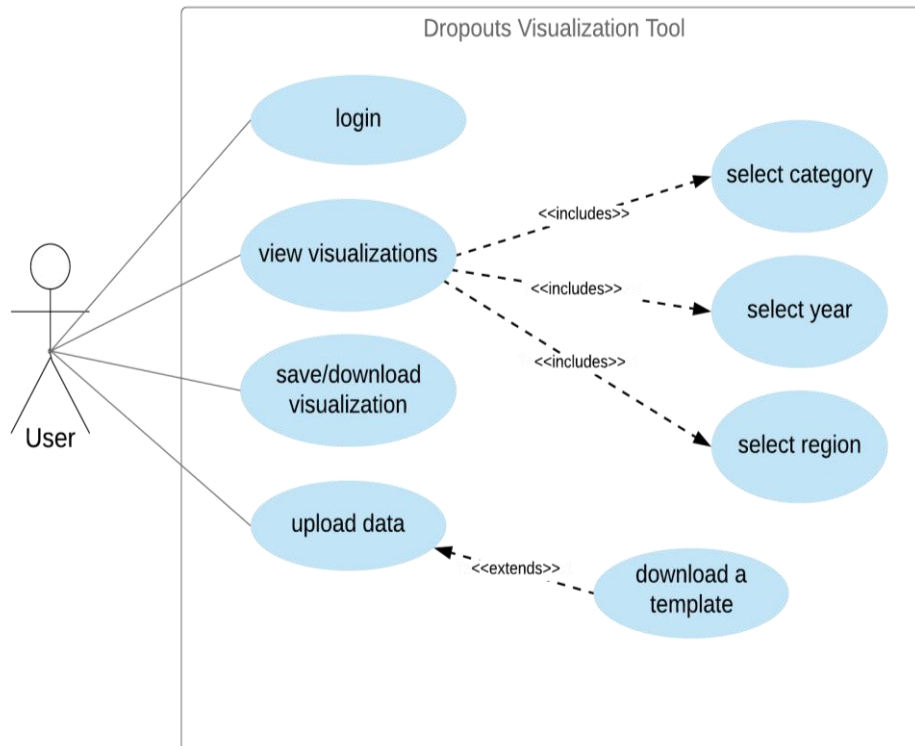 Dropouts Visualization Tool
login
select category
<<includes>>
view visualizations
<<includes>>
select year
<<includes>>
save/download
visualization
User
select region
upload data
<<extends>>
download a
template